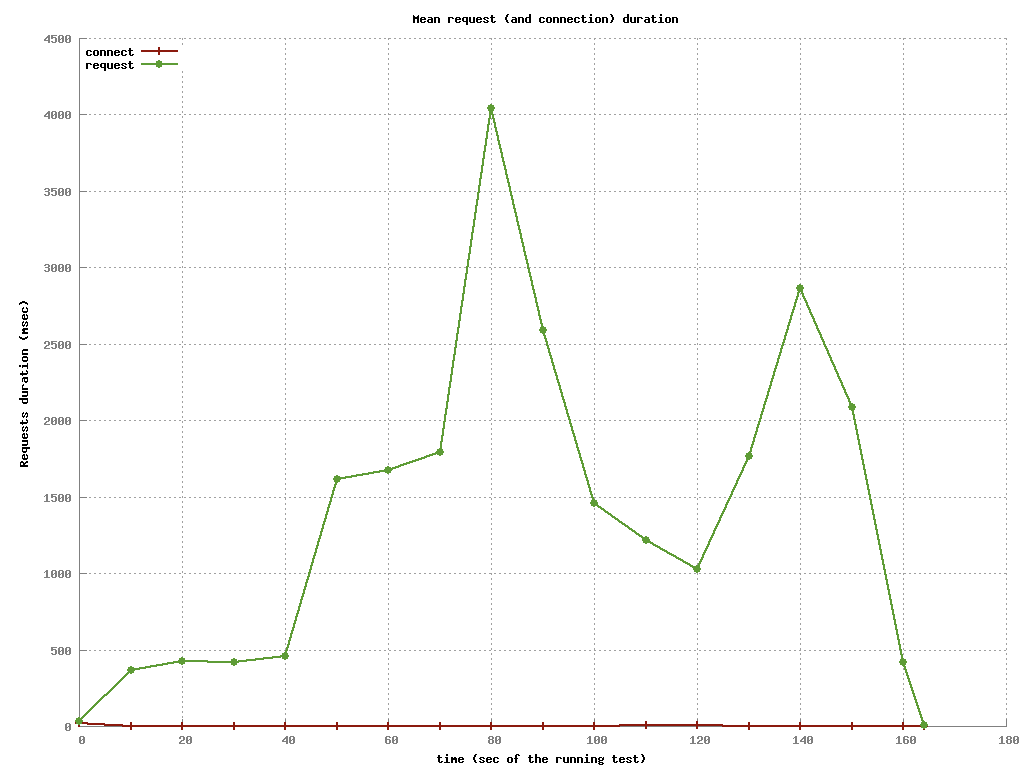 Mean request (and connection) duration
4500
connect
request
4000
3500
3000
2500
2000
1500
1000
500
0
Requests duration (msec)
0 20 40 60 80 100 120 140 160 180
time (sec of the running test)